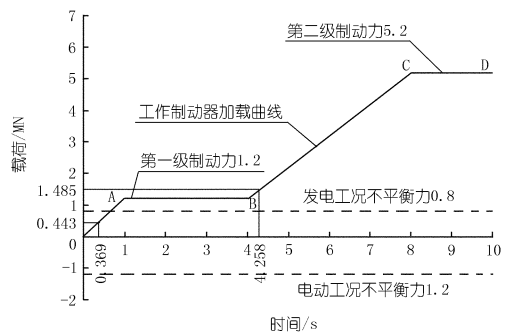 7
6
5
4
3
2
1.485
1
0.443
0
-1
-2
载荷/MN
第二级制动力5.2
C
D
工作制动器加载曲线
第一级制动力1.2
A
B
发电工况不平衡力0.8
1 2 3 4 5 6 7 8 9 10
0.369
4.258
电动工况不平衡力1.2
时间/s